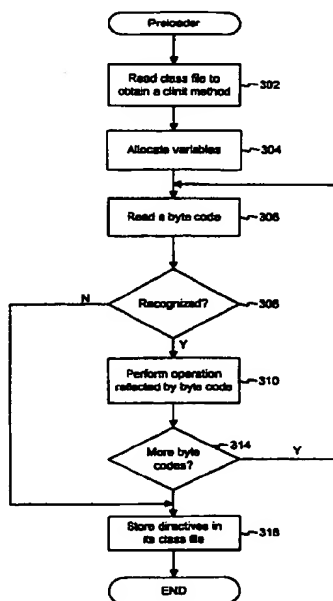 Preloader
Read class file to
obtain a clinit method
302
Allocate variables
304
Read a byte code
306
Recognized?
308
N
Y
Perform operation
reflected by byte code
310
314
More byte
codes?
Y
Store directives in
its class file
318
END